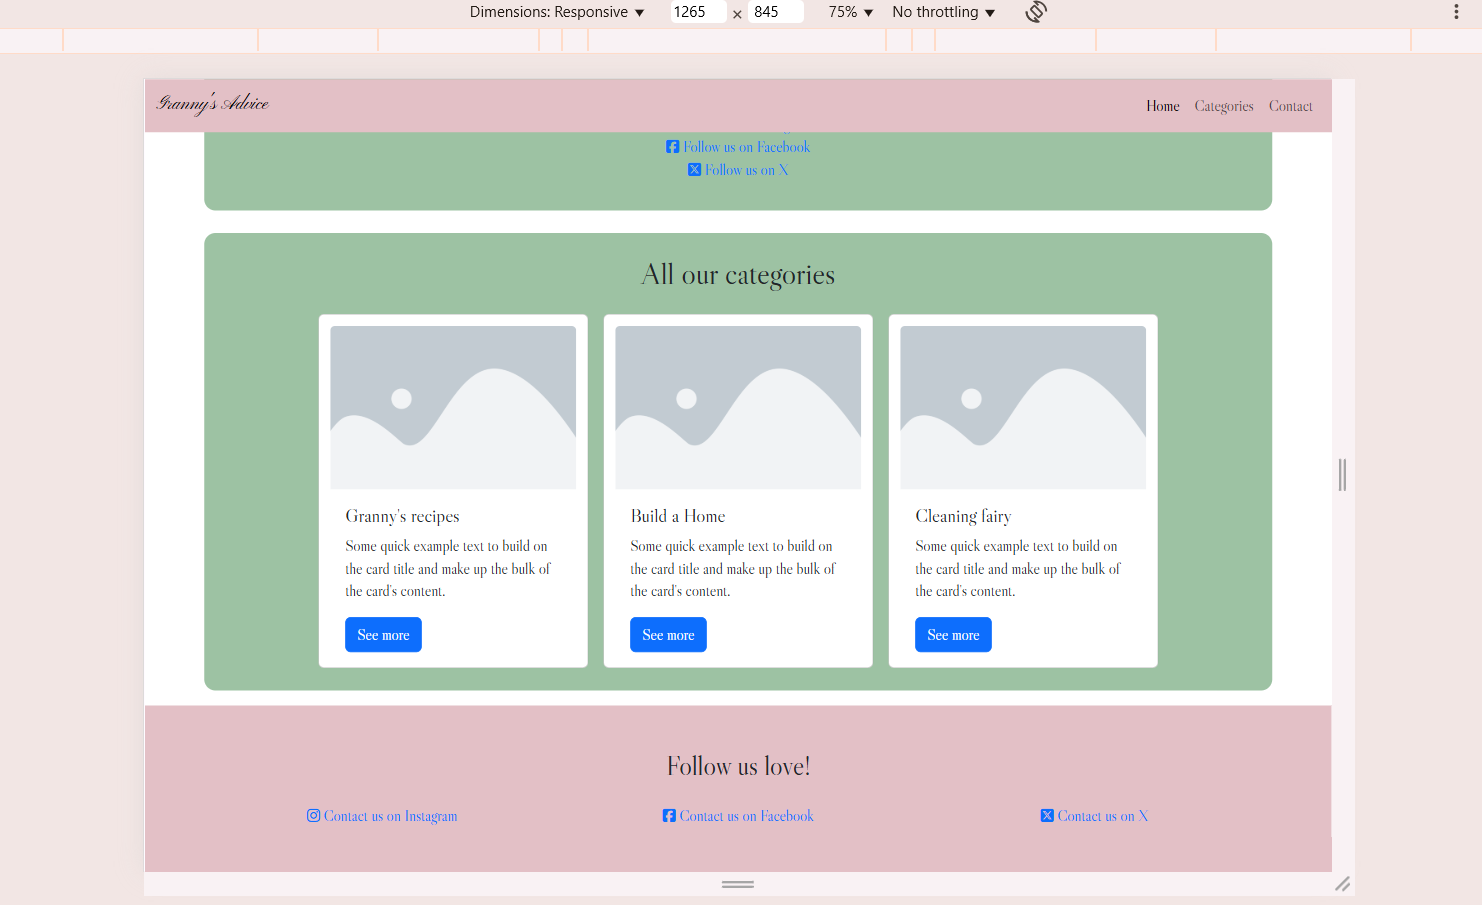 Dimensions: Responsive ▼ 1265 × 845 75% ▼ No throttling ▼
Granny's Advice Home Categories Contact
Follow us on Facebook
Follow us on X
All our categories
Granny's recipes
Some quick example text to build on
the card title and make up the bulk of
the card's content.
See more
Build a Home
Some quick example text to build on
the card title and make up the bulk of
the card's content.
See more
Cleaning fairy
Some quick example text to build on
the card title and make up the bulk of
the card's content.
See more
Follow us love!
Contact us on Instagram
Contact us on Facebook
Contact us on X